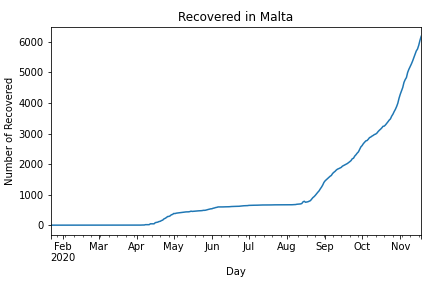 Recovered in Malta
Number of Recovered
6000
5000
4000
3000
2000
1000
0
Feb Mar Apr May Jun Jul Aug Sep Oct Nov
2020
Day